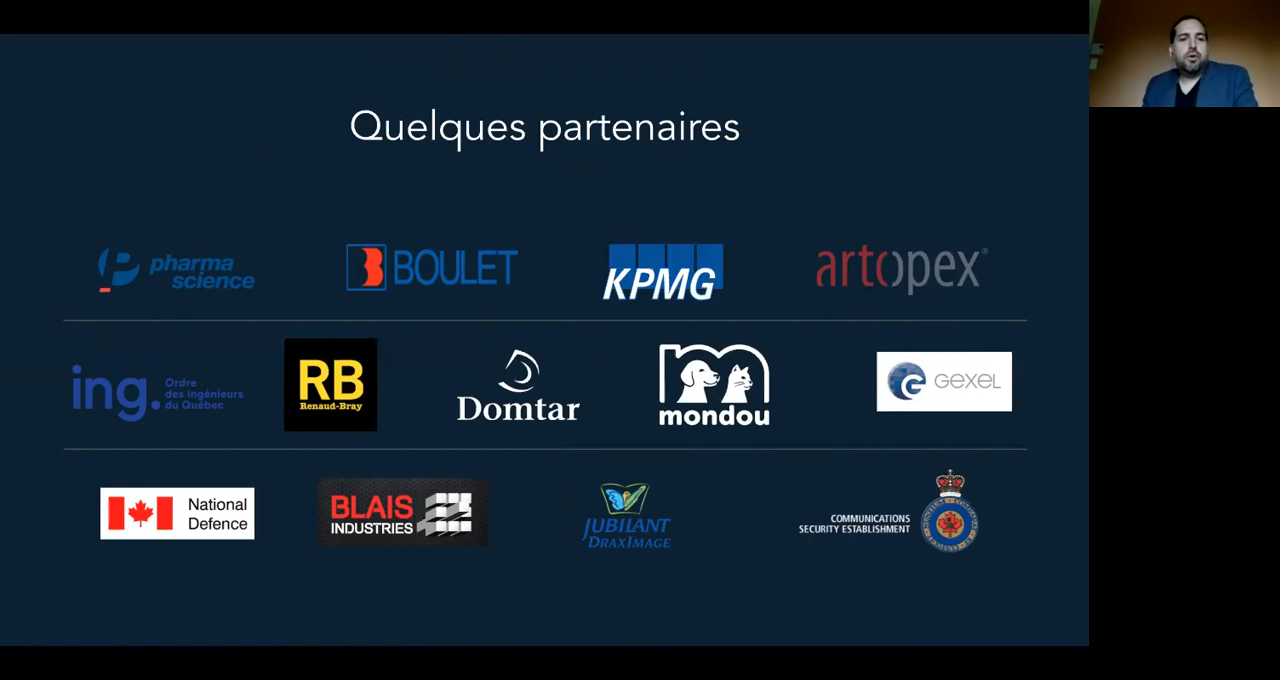 Quelques partenaires
pharma
science
BOULET
KPMG
artopex®
ing.
Ordre
des ingénieurs
du Québec
RB
Renaud-Bray
Domtar
mondou
G
GEXEL
National
Defence
BLAIS
INDUSTRIES
JUBILANT
DRAXIMAGE
COMMUNICATIONS
SECURITY ESTABLISHMENT